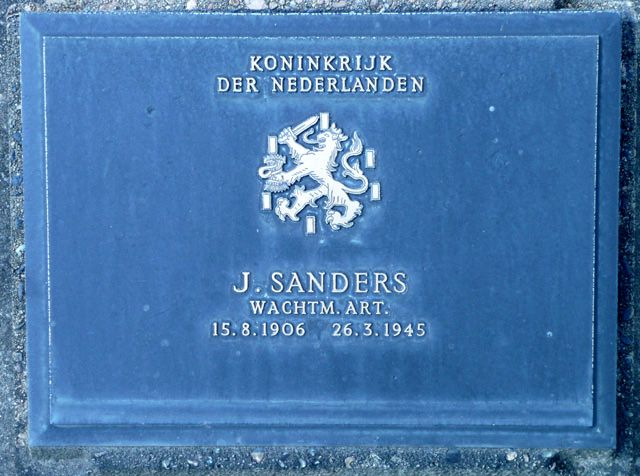 KONINKRIJK
DER NEDERLANDEN
J. SANDERS
WACHTM. ART.
15.8.1906 26.3.1945